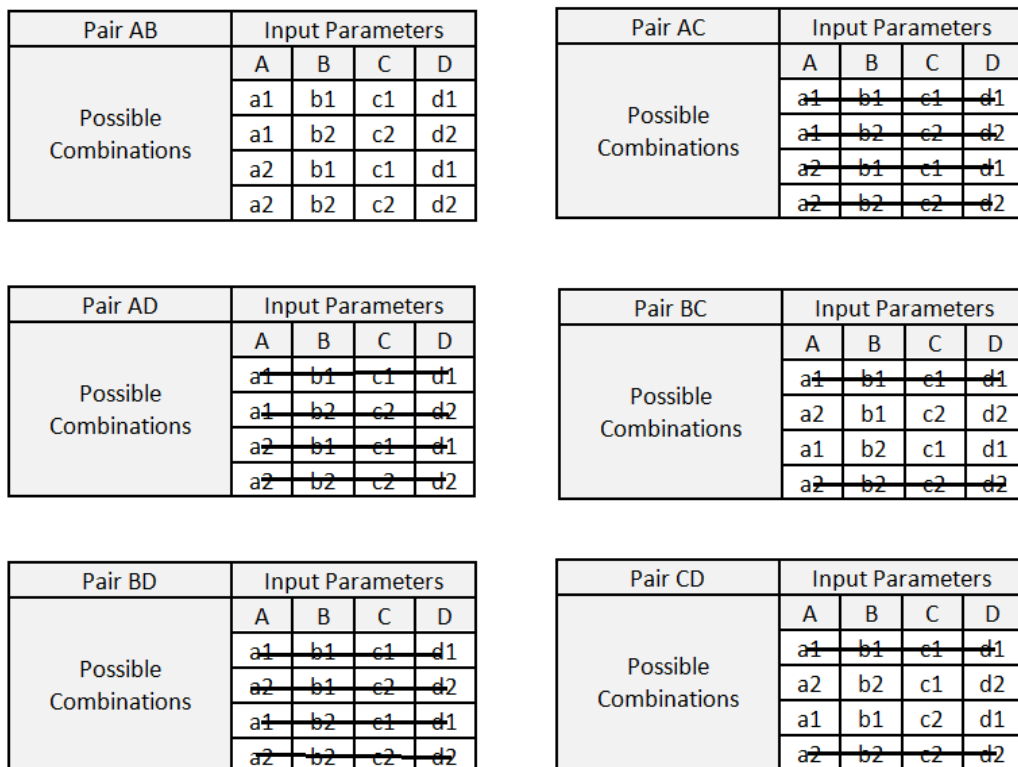 Pair AB Input Parameters
Possible Combinations
A B C D
a1 b1 c1 d1
a1 b2 c2 d2
a2 b1 c1 d1
a2 b2 c2 d2
Pair AC Input Parameters
Possible Combinations
A B C D
a1 b1 c1 d1
a1 b2 c2 d2
a2 b1 c1 d1
a2 b2 c2 d2
Pair AD Input Parameters
Possible Combinations
A B C D
a1 b1 c1 d1
a1 b2 c2 d2
a2 b1 c1 d1
a2 b2 c2 d2
Pair BC Input Parameters
Possible Combinations
A B C D
a1 b1 c1 d1
a2 b1 c2 d2
a1 b2 c1 d1
a2 b2 c2 d2
Pair BD Input Parameters
Possible Combinations
A B C D
a1 b1 c1 d1
a2 b1 c2 d2
a1 b2 c1 d1
a2 b2 c2 d2
Pair CD Input Parameters
Possible Combinations
A B C D
a1 b1 c1 d1
a2 b2 c1 d2
a1 b1 c2 d1
a2 b2 c2 d2